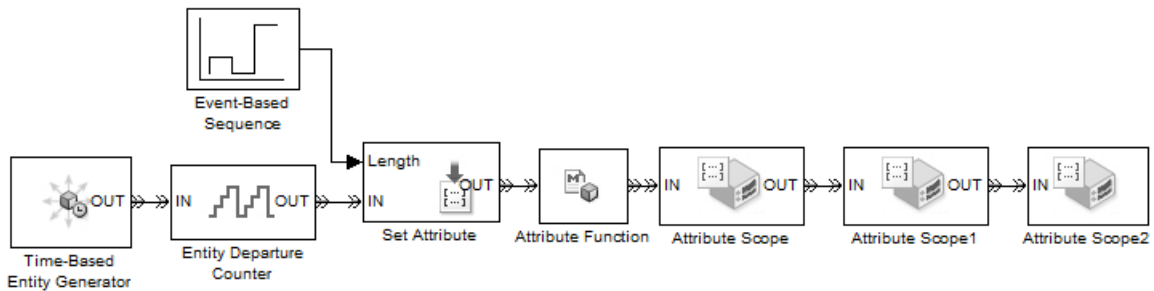 Event-Based
Sequence
Length
OUT
IN
OUT
IN
OUT
IN
OUT
IN
OUT
IN
Time-Based
Entity Generator
Entity Departure
Counter
Set Attribute
Attribute Function
Attribute Scope
Attribute Scope1
Attribute Scope2